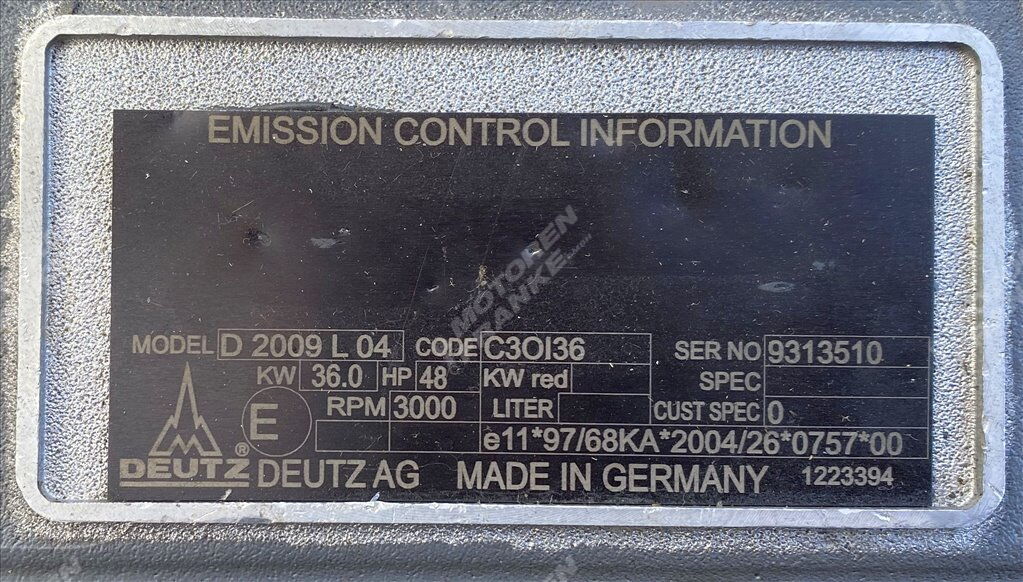 EMISSION CONTROL INFORMATION
MOTOREN
MODEL D 2009 L 04 CODE C3OI36 SER NO 9313510
KW 36.0 HP 48 KW red SPEC
E RPM 3000 LITER CUST SPEC 0
e11*97/68KA*2004/26*0757*00
DEUTZ ® DEUTZ AG MADE IN GERMANY 1223394